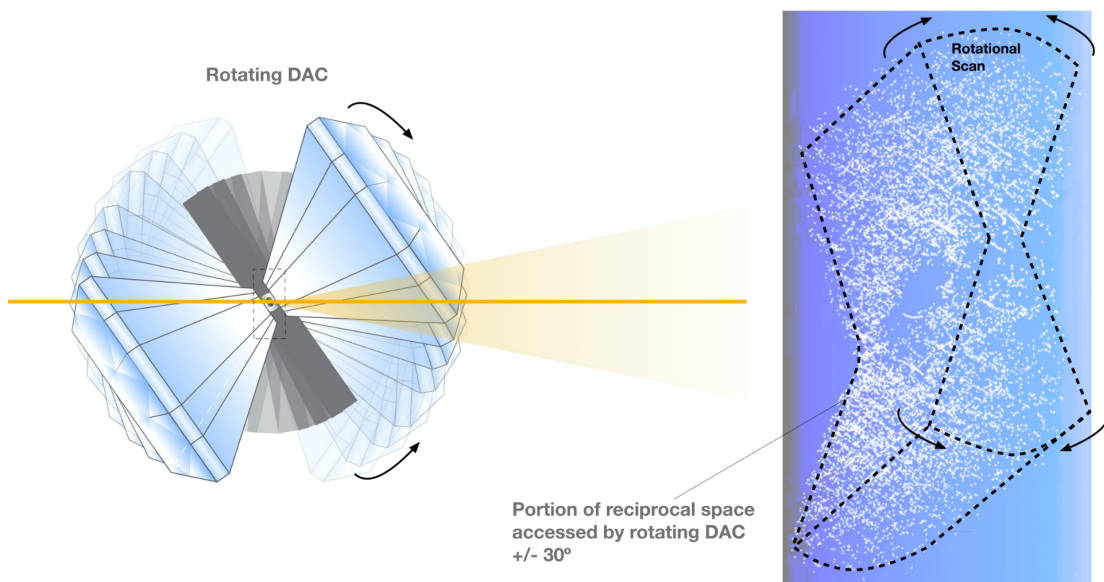 Rotating DAC
Rotational
Scan
Portion of reciprocal space
accessed by rotating DAC
+/- 30º